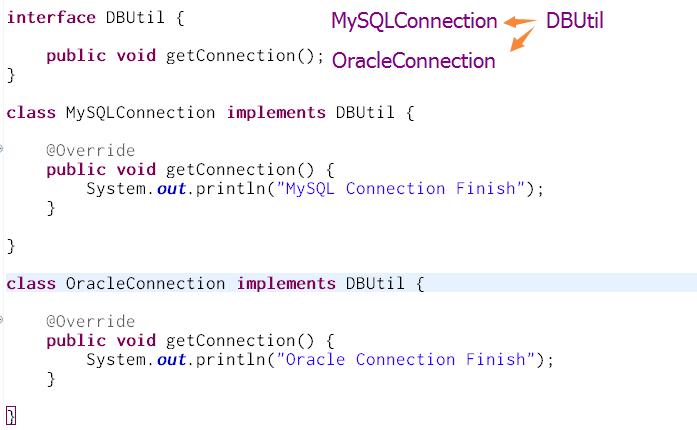 interface DBUtil {
MySQLConnection DBUtil
public void getConnection();
OracleConnection
}
class MySQLConnection implements DBUtil {
@Override
public void getConnection() {
System.out.println("MySQL Connection Finish");
}
}
class OracleConnection implements DBUtil {
@Override
public void getConnection() {
System.out.println("Oracle Connection Finish");
}
}